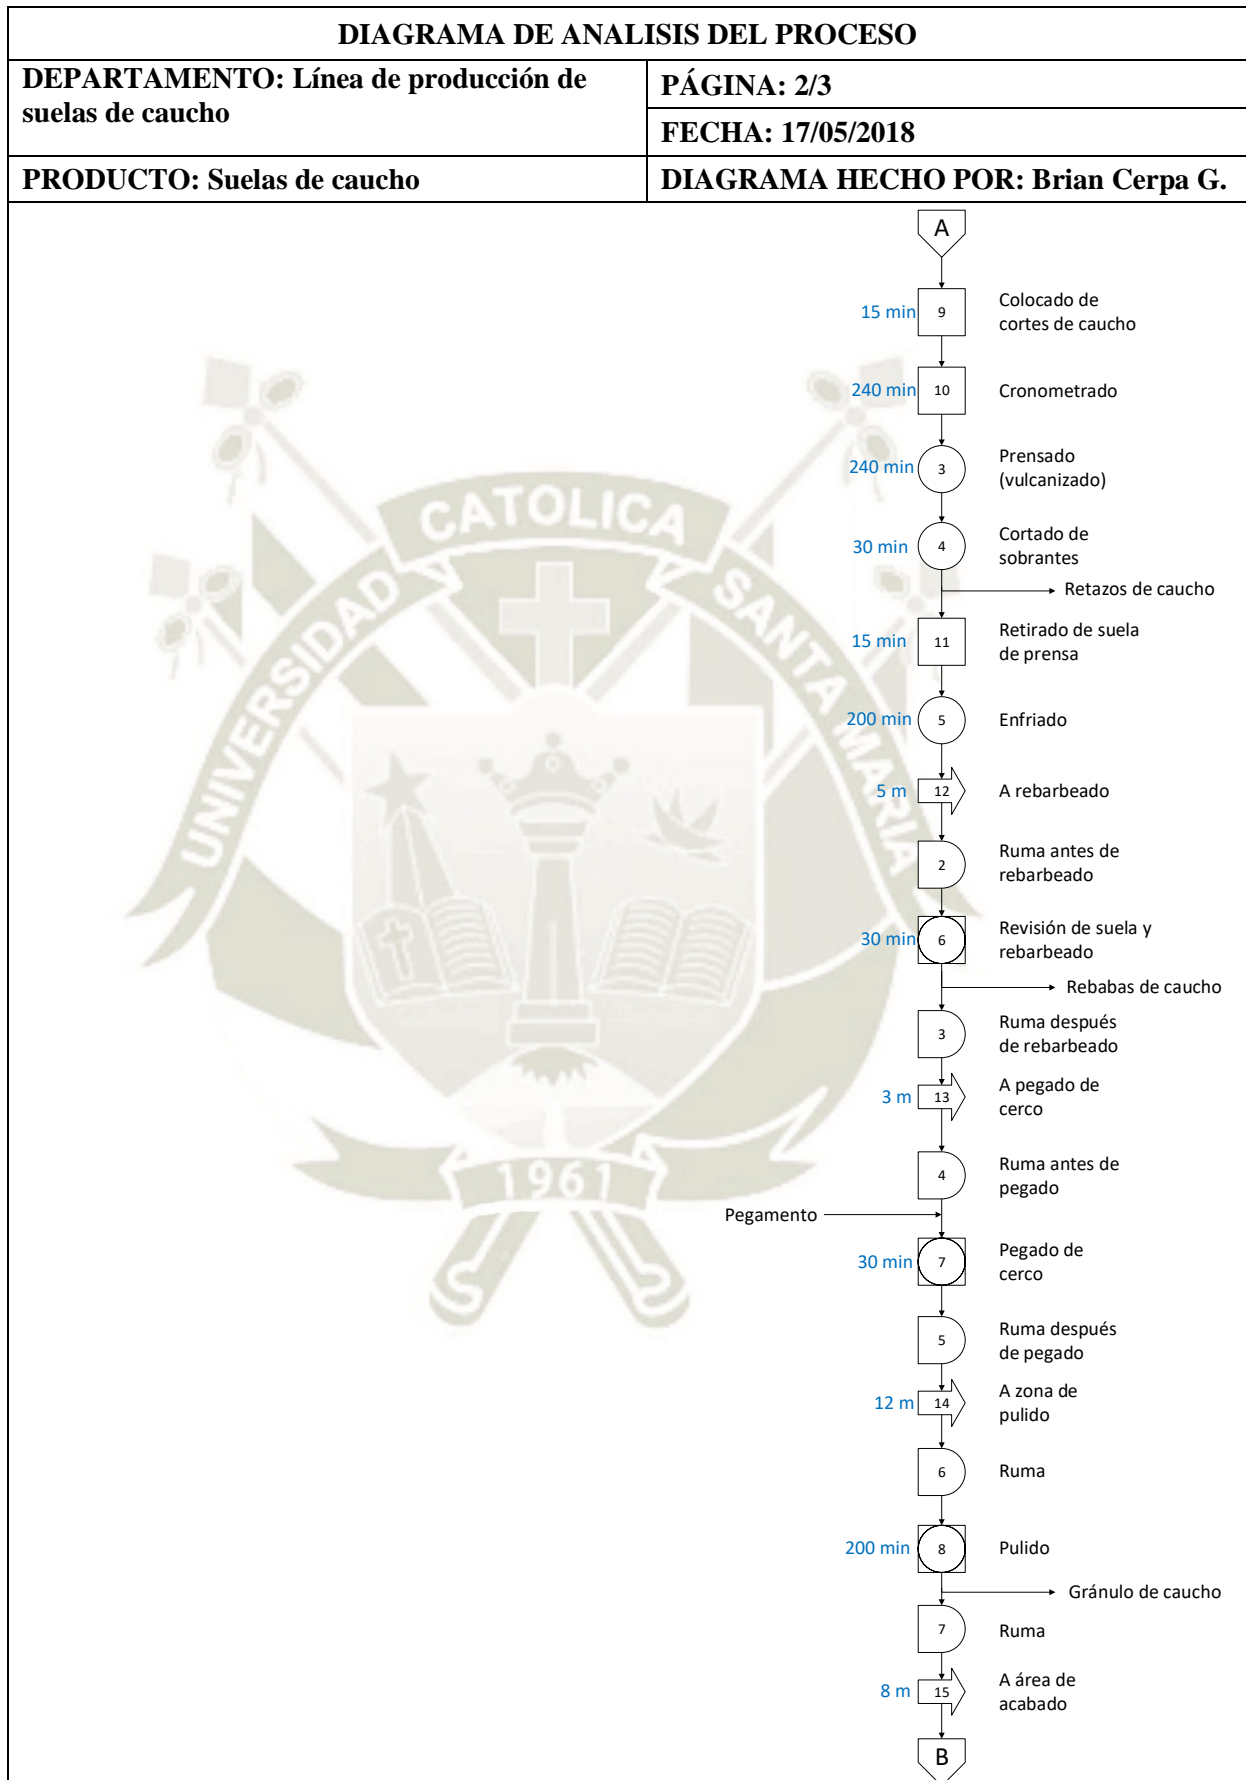 DIAGRAMA DE ANALISIS DEL PROCESO
DEPARTAMENTO: Línea de producción de
suelas de caucho
PÁGINA: 2/3
FECHA: 17/05/2018
PRODUCTO: Suelas de caucho
DIAGRAMA HECHO POR: Brian Cerpa G.
A
15 min
9
Colocado de
cortes de caucho
240 min
10
Cronometrado
240 min
3
Prensado
(vulcanizado)
30 min
4
Cortado de
sobrantes
Retazos de caucho
15 min
11
Retirado de suela
de prensa
200 min
5
Enfriado
5 m
12
A rebarbeado
2
Ruma antes de
rebarbeado
30 min
6
Revisión de suela y
rebarbeado
Rebabas de caucho
3
Ruma después
de rebarbeado
3 m
13
A pegado de
cerco
4
Ruma antes de
pegado
Pegamento
30 min
7
Pegado de
cerco
5
Ruma después
de pegado
12 m
14
A zona de
pulido
6
Ruma
200 min
8
Pulido
Gránulo de caucho
7
Ruma
8 m
15
A área de
acabado
B
UNIVERSIDAD CATOLICA SANTA MARIA
1961